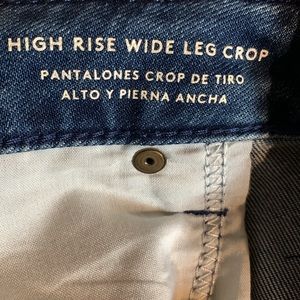 HIGH RISE WIDE LEG CROP
PANTALONES CROP DE TIRO
ALTO Y PIERNA ANCHA